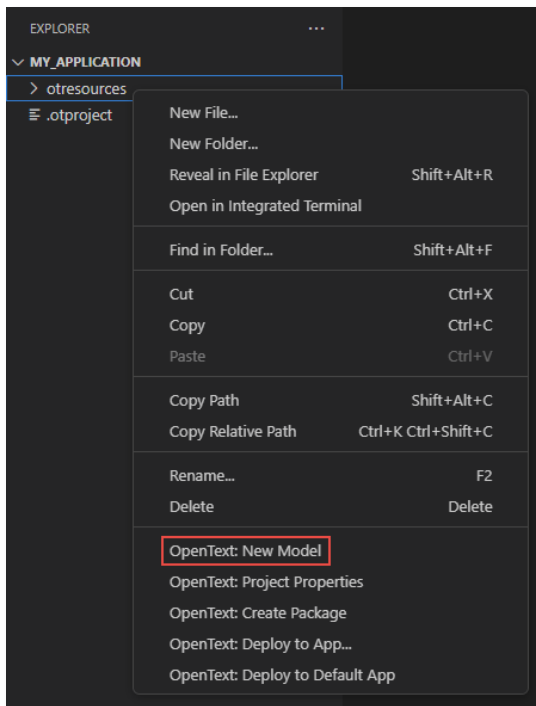 EXPLORER ...
MY_APPLICATION
otresources
.otproject
New File...
New Folder...
Reveal in File Explorer Shift+Alt+R
Open in Integrated Terminal
Find in Folder... Shift+Alt+F
Cut Ctrl+X
Copy Ctrl+C
Paste Ctrl+V
Copy Path Shift+Alt+C
Copy Relative Path Ctrl+K Ctrl+Shift+C
Rename... F2
Delete Delete
OpenText: New Model
OpenText: Project Properties
OpenText: Create Package
OpenText: Deploy to App...
OpenText: Deploy to Default App